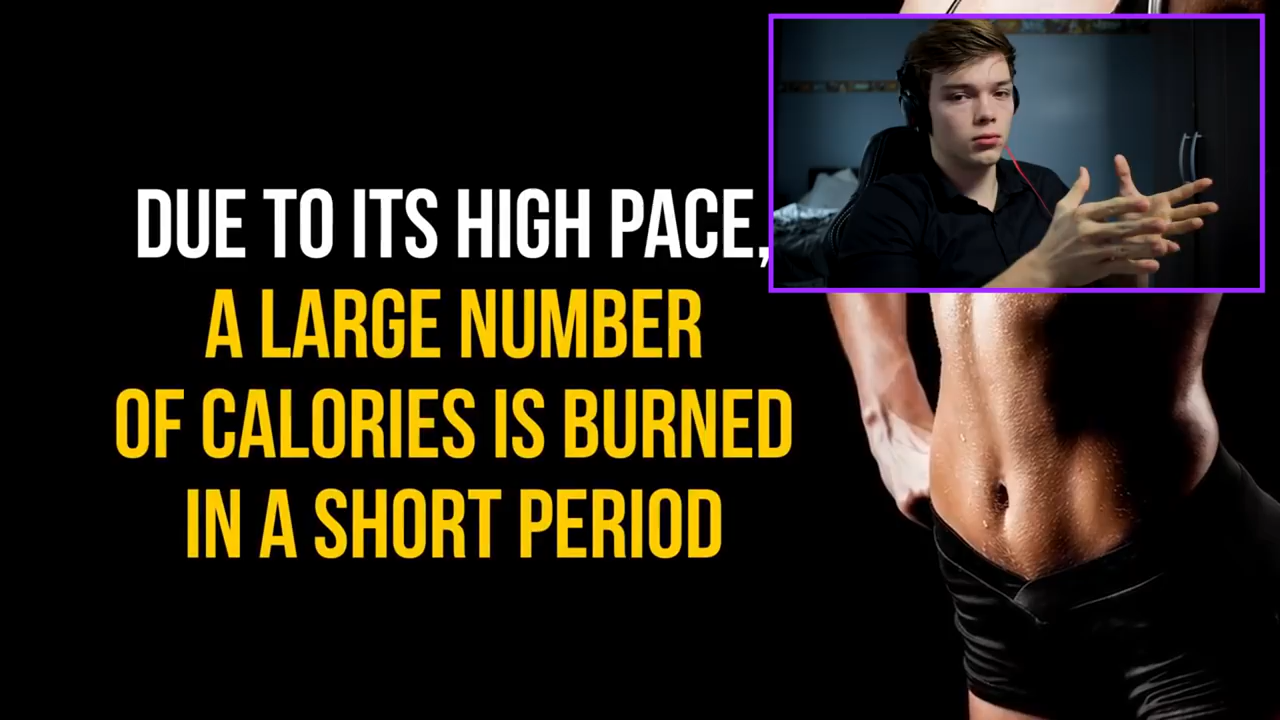 DUE TO ITS HIGH PACE,
A LARGE NUMBER
OF CALORIES IS BURNED
IN A SHORT PERIOD